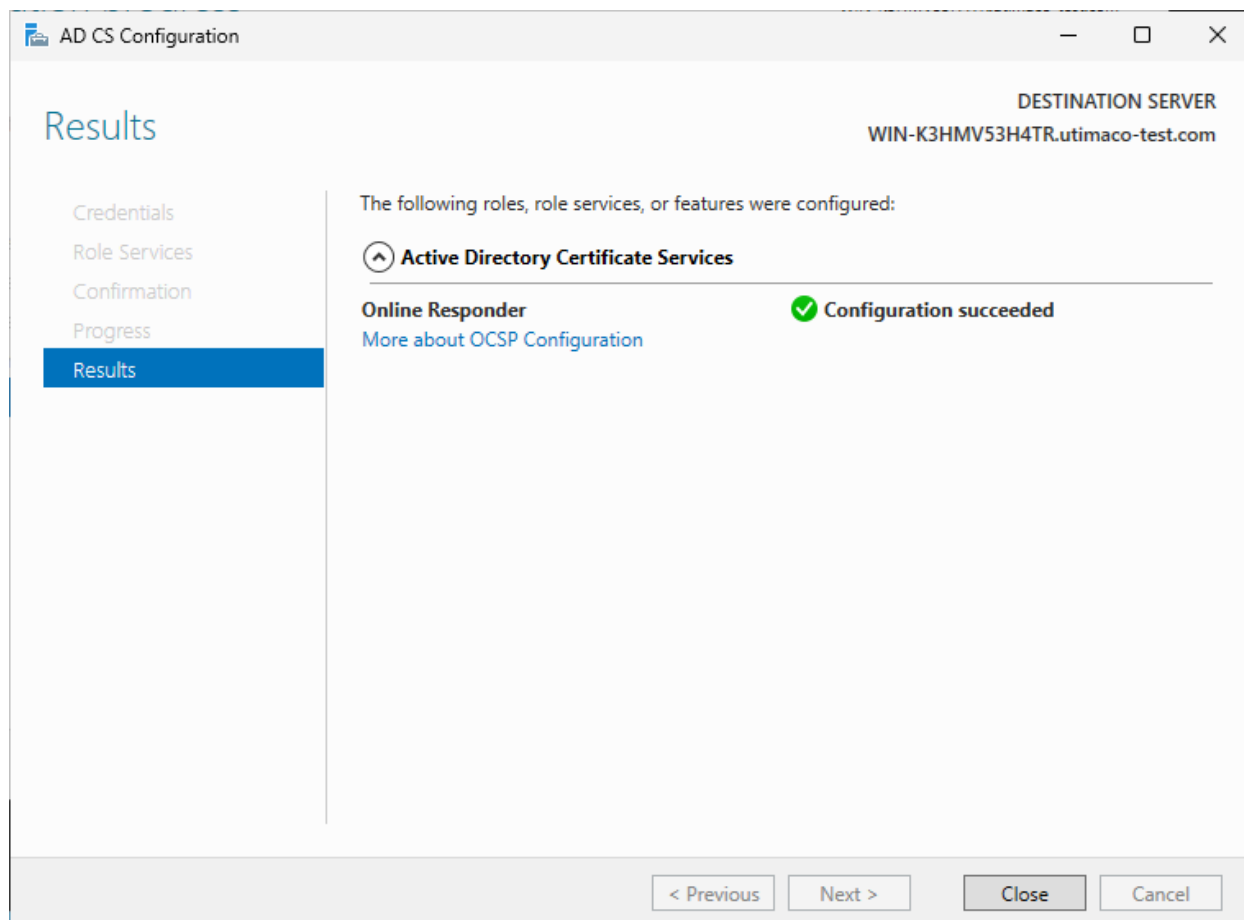 AD CS Configuration
Results
DESTINATION SERVER
WIN-K3HMV53H4TR.utimaco-test.com
Credentials
Role Services
Confirmation
Progress
Results
The following roles, role services, or features were configured:
Active Directory Certificate Services
Online Responder
Configuration succeeded
More about OCSP Configuration
< Previous
Next >
Close
Cancel